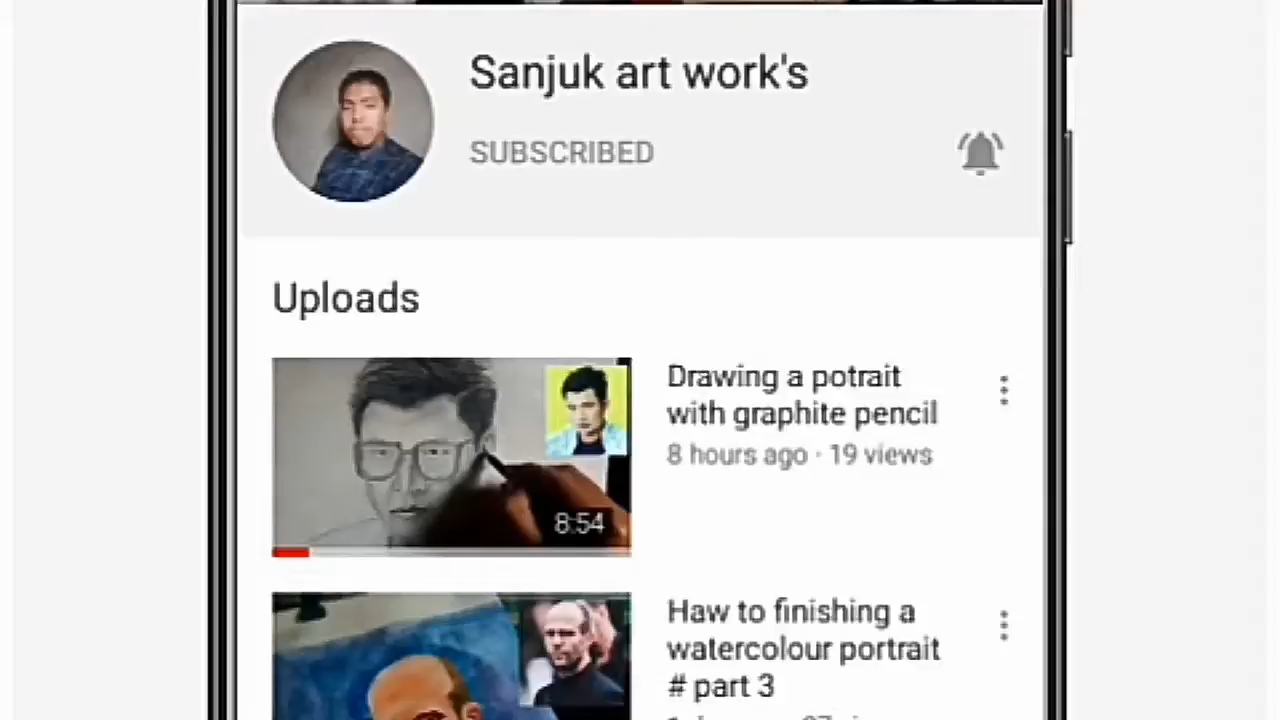 Sanjuk art work's
SUBSCRIBED
Uploads
8:54
Drawing a potrait
with graphite pencil
8 hours ago · 19 views
Haw to finishing a
watercolour portrait
# part 3